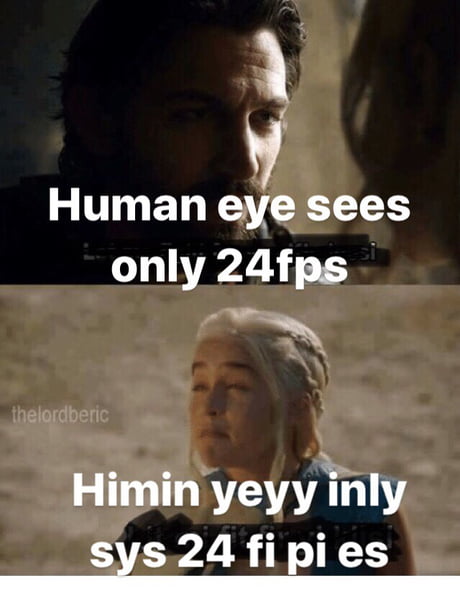 Human eye sees
only 24fps
thelordberic
Himin yeyy inly
sys 24 fi pi es